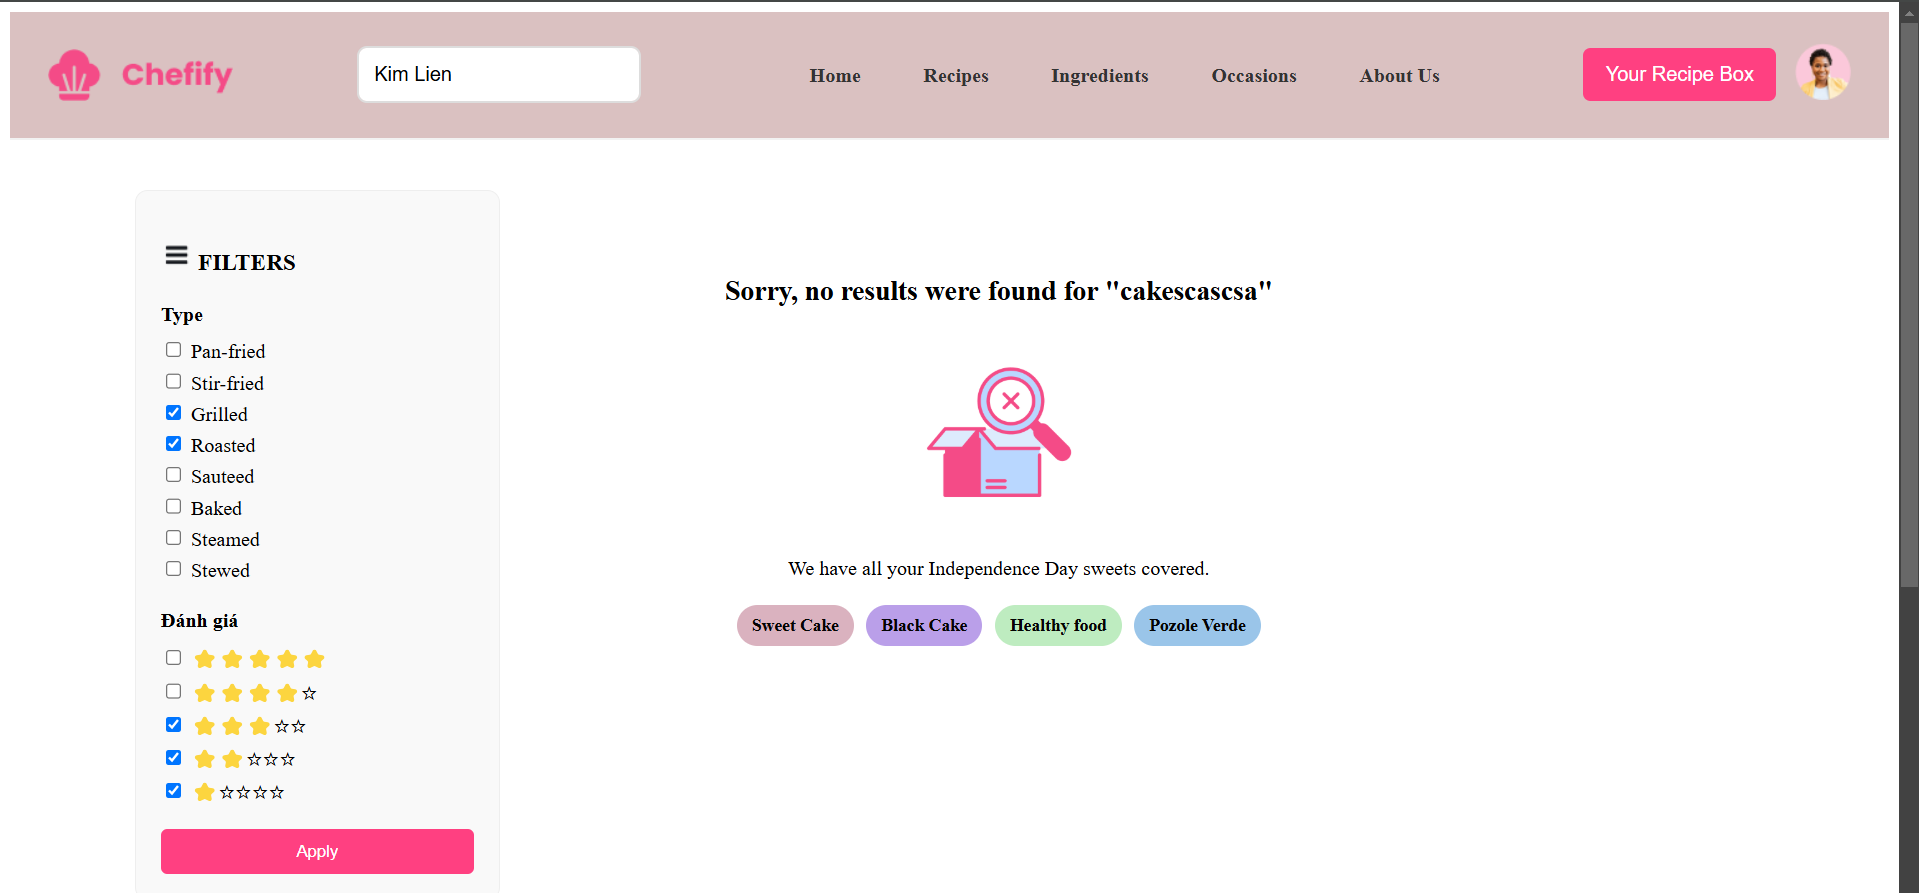 Chefify
Kim Lien
Home Recipes Ingredients Occasions About Us
Your Recipe Box
FILTERS
Type
Pan-fried
Stir-fried
Grilled
Roasted
Sauteed
Baked
Steamed
Stewed
Đánh giá
Apply
Sorry, no results were found for "cakescascsa"
We have all your Independence Day sweets covered.
Sweet Cake Black Cake Healthy food Pozole Verde